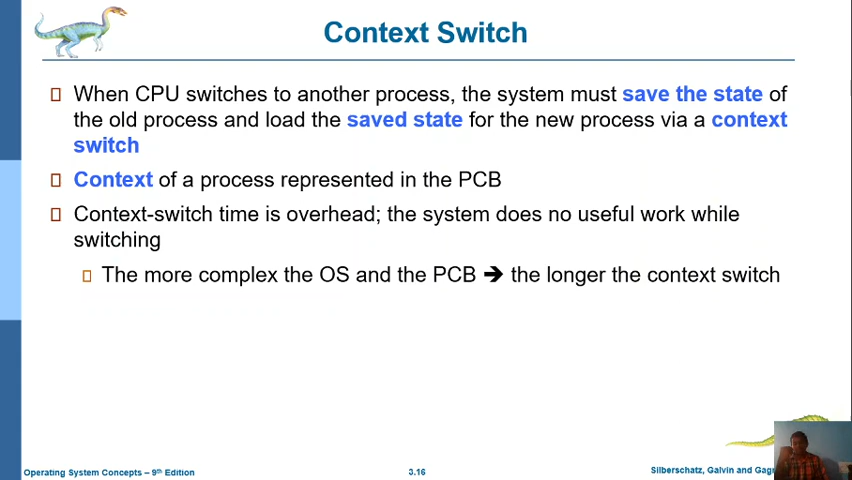 Context Switch
When CPU switches to another process, the system must save the state of
the old process and load the saved state for the new process via a context
switch
Context of a process represented in the PCB
Context-switch time is overhead; the system does no useful work while
switching
The more complex the OS and the PCB ➔ the longer the context switch
Operating System Concepts – 9th Edition
3.16
Silberschatz, Galvin and